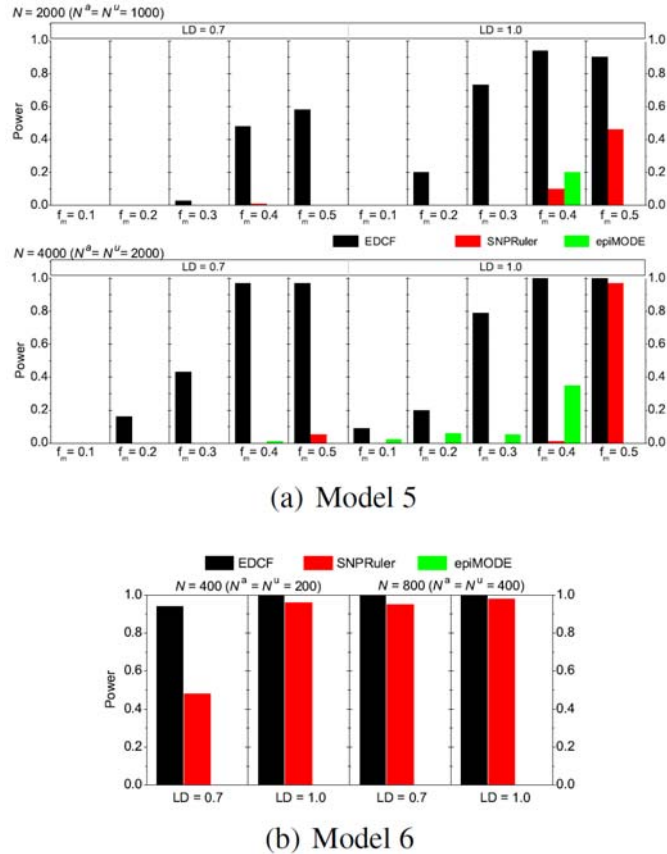 N = 2000 (Nᵃ = Nᵘ = 1000)
LD = 0.7 LD = 1.0
1.0 1.0
0.8 0.8
0.6 0.6
0.4 0.4
0.2 0.2
0.0 0.0
Power
fₘ = 0.1 fₘ = 0.2 fₘ = 0.3 fₘ = 0.4 fₘ = 0.5 fₘ = 0.1 fₘ = 0.2 fₘ = 0.3 fₘ = 0.4 fₘ = 0.5
EDCF SNPRuler epiMODE
N = 4000 (Nᵃ = Nᵘ = 2000)
LD = 0.7 LD = 1.0
1.0 1.0
0.8 0.8
0.6 0.6
0.4 0.4
0.2 0.2
0.0 0.0
Power
fₘ = 0.1 fₘ = 0.2 fₘ = 0.3 fₘ = 0.4 fₘ = 0.5 fₘ = 0.1 fₘ = 0.2 fₘ = 0.3 fₘ = 0.4 fₘ = 0.5
(a) Model 5
EDCF SNPRuler epiMODE
N = 400 (Nᵃ = Nᵘ = 200) N = 800 (Nᵃ = Nᵘ = 400)
1.0 1.0
0.8 0.8
0.6 0.6
0.4 0.4
0.2 0.2
0.0 0.0
Power
LD = 0.7 LD = 1.0 LD = 0.7 LD = 1.0
(b) Model 6